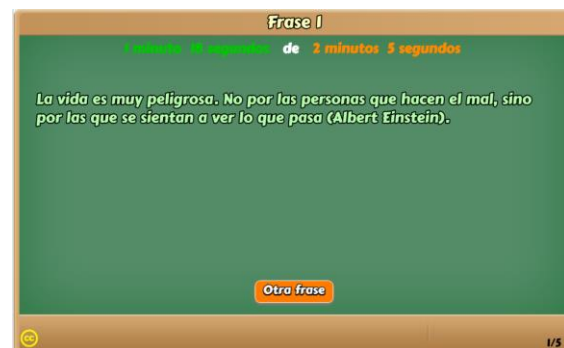 Frase 1
1 minuto 18 segundos de 2 minutos 5 segundos
La vida es muy peligrosa. No por las personas que hacen el mal, sino
por las que se sientan a ver lo que pasa (Albert Einstein).
Otra frase
cc
1/5